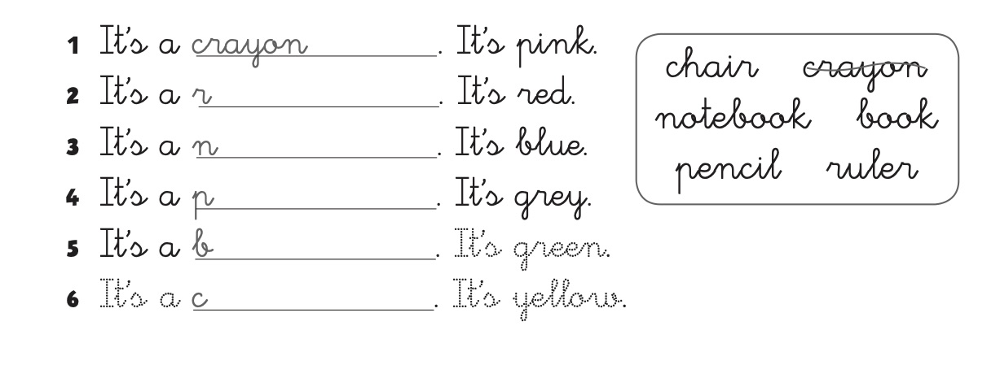 1 It's a crayon. It's pink.
2 It's a r. It's red.
3 It's a n. It's blue.
4 It's a p. It's grey.
5 It's a b. It's green.
6 It's a c. It's yellow.
chair crayon
notebook book
pencil ruler